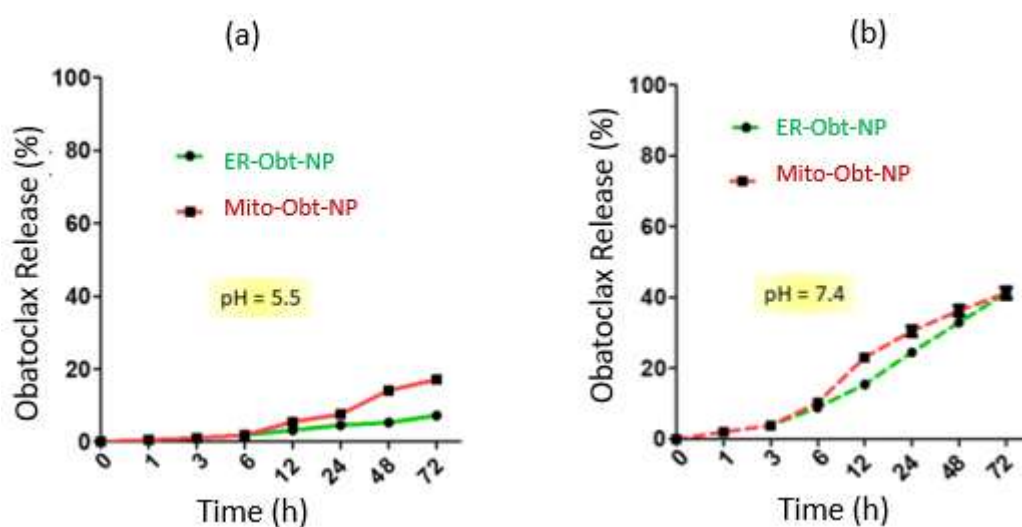 (a)
Obatoclax Release (%)
100
80
60
40
20
0
ER-Obt-NP
Mito-Obt-NP
pH = 5.5
0 1 3 6 12 24 48 72
Time (h)
(b)
Obatoclax Release (%)
100
80
60
40
20
0
ER-Obt-NP
Mito-Obt-NP
pH = 7.4
0 1 3 6 12 24 48 72
Time (h)